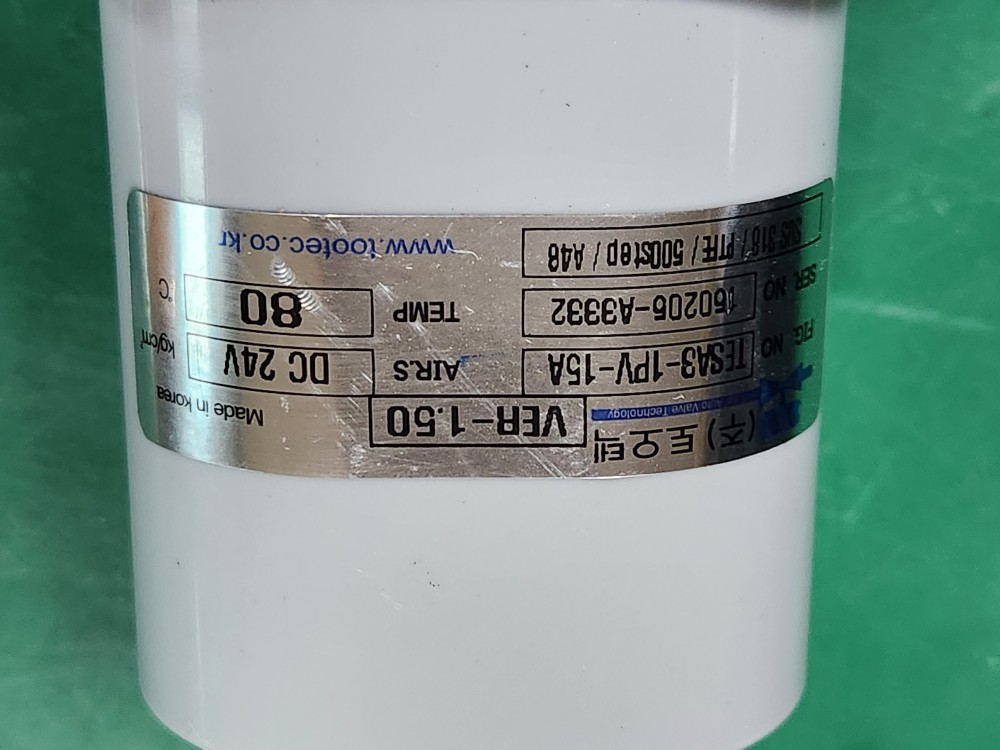 (주)토오텍
Auto Valve Technology
VER-1.50
Made in Korea
FIG. NO
TESA3-1PV-15A
AIR.S
DC 24V
kg/cm²
SER. NO
160205-A3332
TEMP
80
°C
SUS 316 / PTFE / 500step / A48
www.tootec.co.kr